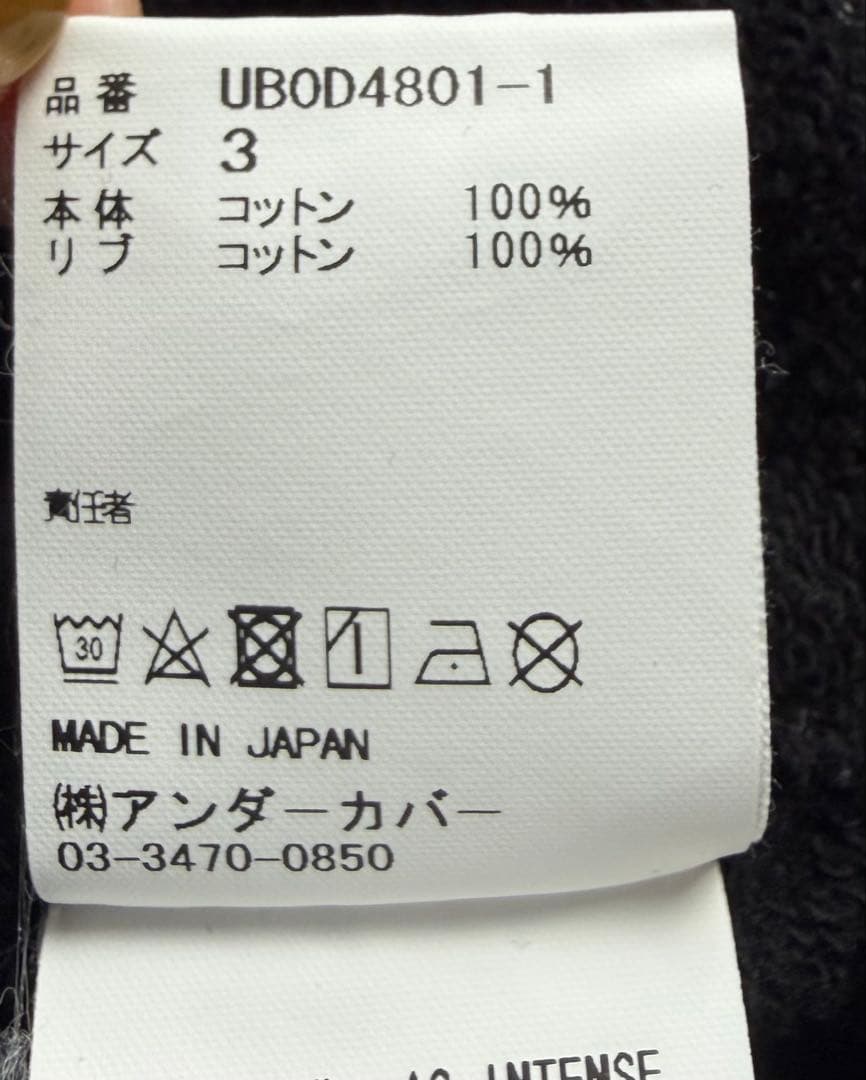 品番 UB0D4801-1
サイズ 3
本体 コットン 100%
リブ コットン 100%
責任者
30
MADE IN JAPAN
㈱アンダーカバー
03-3470-0850
INTENSE